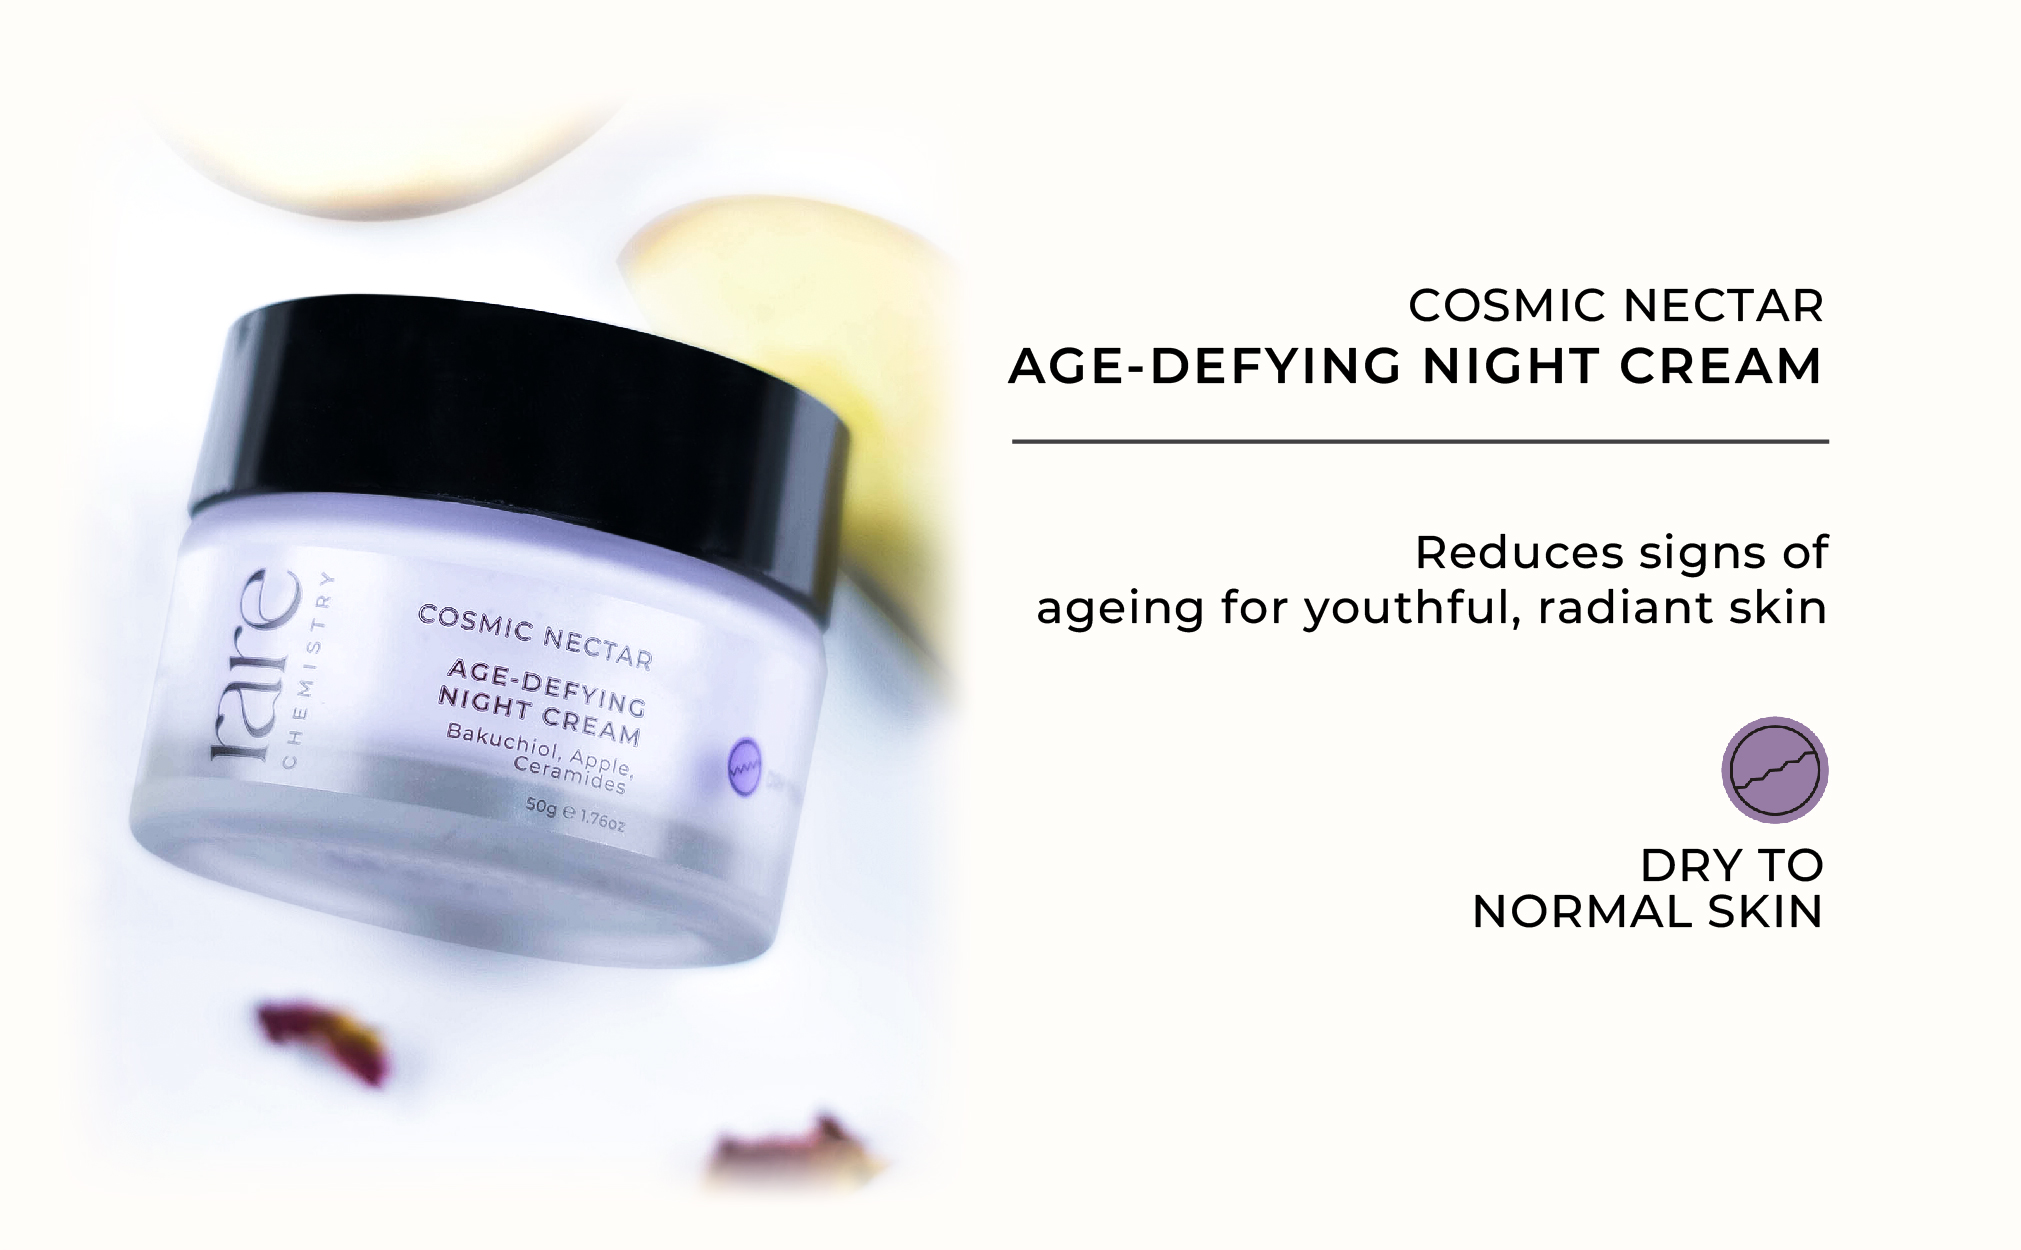 rare
CHEMISTRY
COSMIC NECTAR
AGE-DEFYING
NIGHT CREAM
Bakuchiol, Apple,
Ceramides
50g ℮ 1.76oz
COSMIC NECTAR
AGE-DEFYING NIGHT CREAM
Reduces signs of
ageing for youthful, radiant skin
DRY TO
NORMAL SKIN